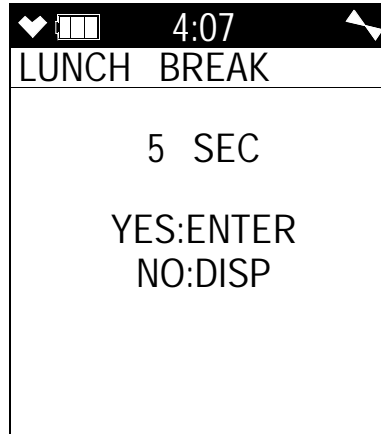 4:07
LUNCH BREAK
5 SEC
YES:ENTER
NO:DISP